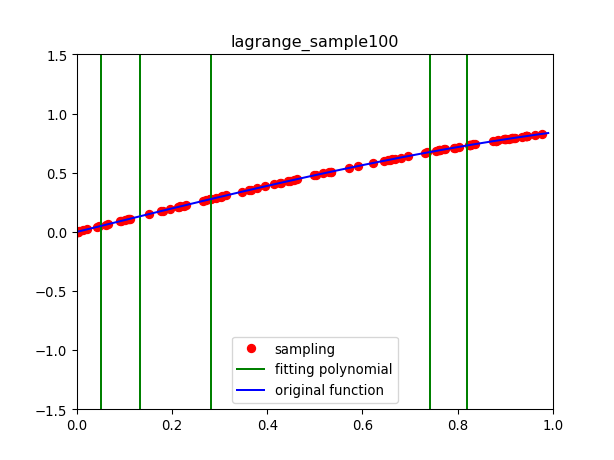 lagrange_sample100
1.5
1.0
0.5
0.0
−0.5
−1.0
−1.5
sampling
fitting polynomial
original function
0.0 0.2 0.4 0.6 0.8 1.0